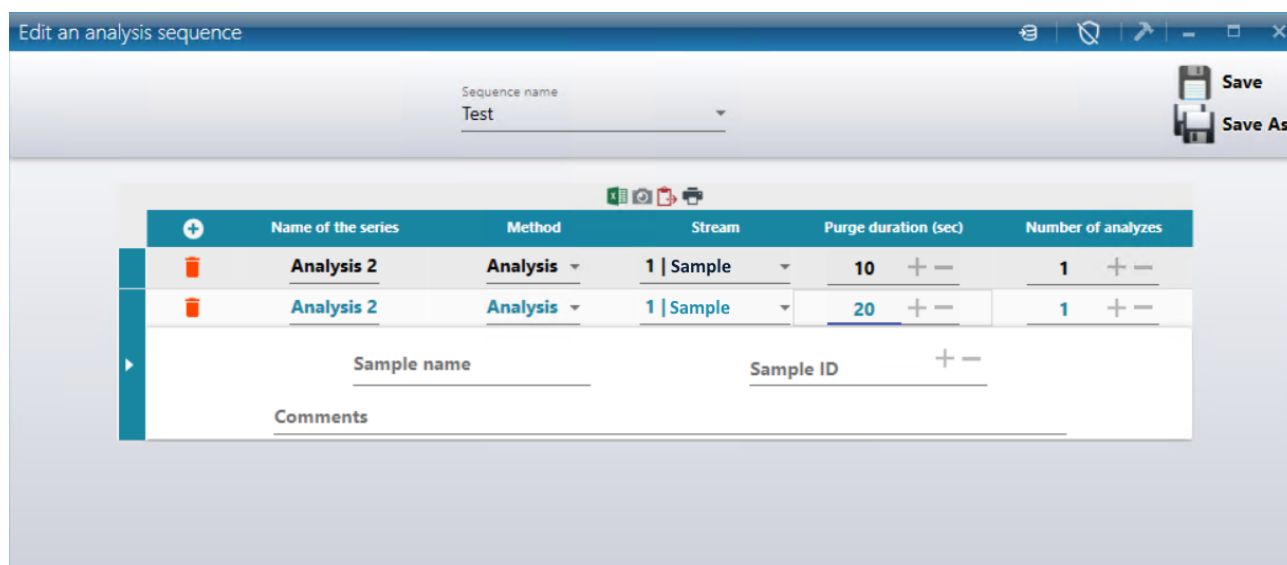 Edit an analysis sequence
Sequence name
Test
Save
Save As
Name of the series Method Stream Purge duration (sec) Number of analyzes
Analysis 2 Analysis 1 | Sample 10 1
Analysis 2 Analysis 1 | Sample 20 1
Sample name Sample ID
Comments